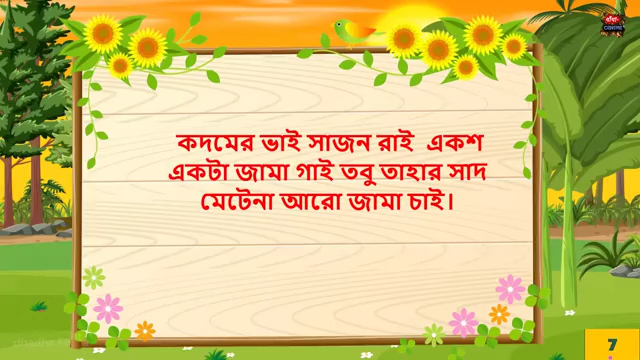 কদমের ভাই সাজন রাই একশ
একটা জামা গাই তবু তাহার সাদ
মেটেনা আরো জামা চাই।
7